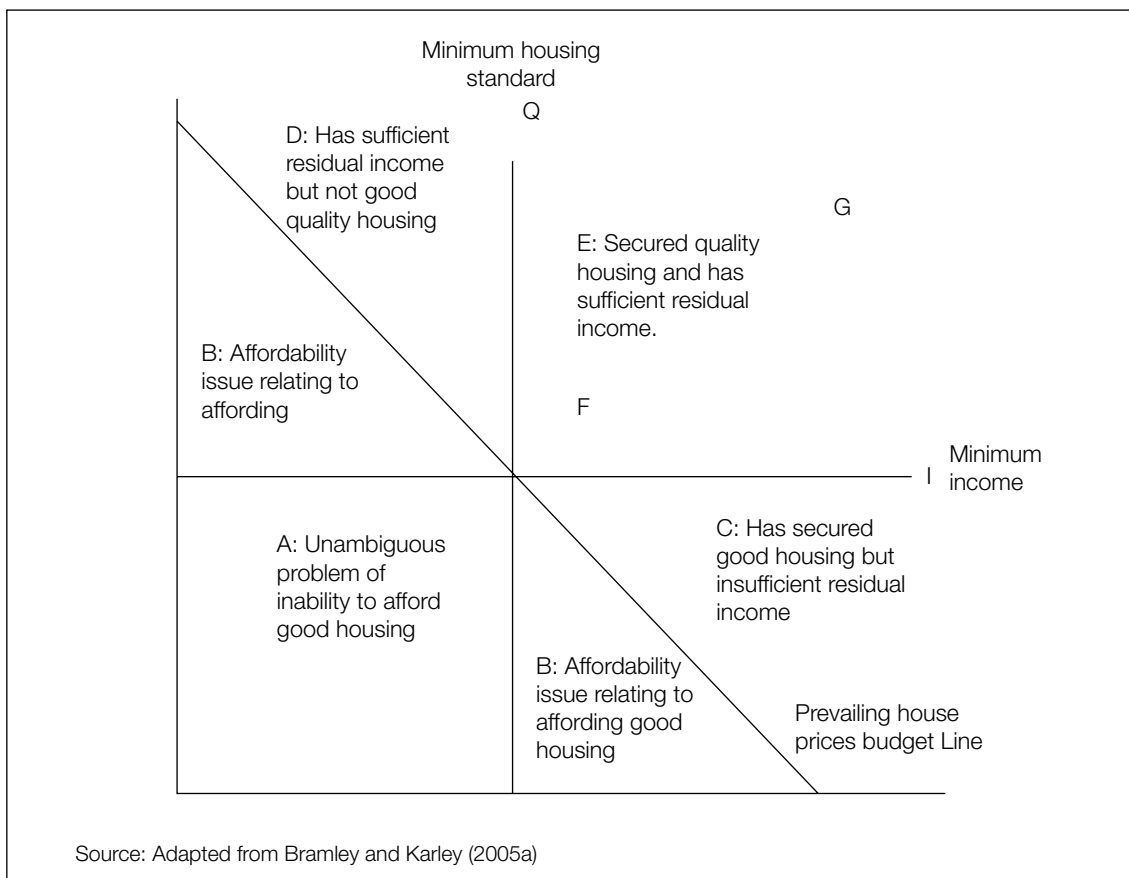 Minimum housing
standard
Q
D: Has sufficient
residual income
but not good
quality housing
G
E: Secured quality
housing and has
sufficient residual
income.
B: Affordability
issue relating to
affording
F
I
Minimum
income
C: Has secured
good housing but
insufficient residual
income
A: Unambiguous
problem of
inability to afford
good housing
B: Affordability
issue relating to
affording good
housing
Prevailing house
prices budget Line
Source: Adapted from Bramley and Karley (2005a)